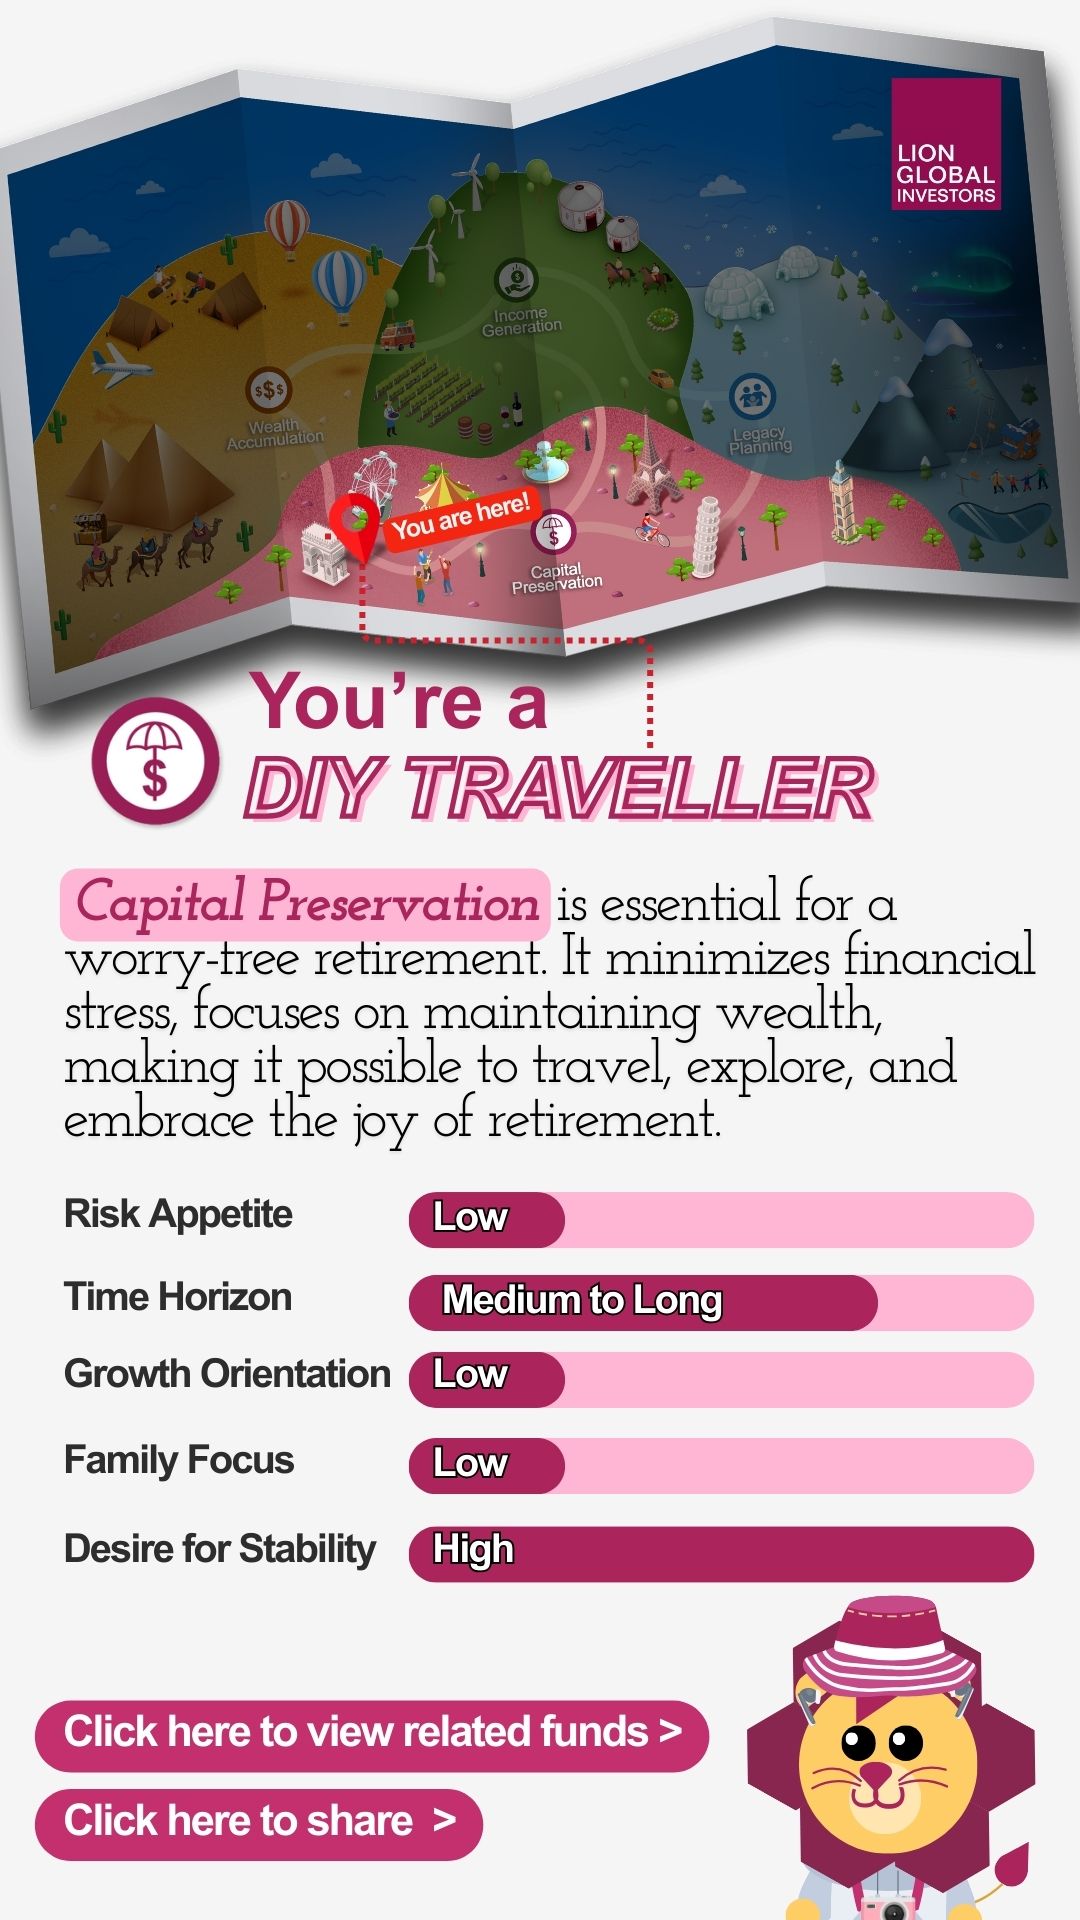 LION
GLOBAL
INVESTORS
Income
Generation
$$$
Wealth
Accumulation
Legacy
Planning
You are here!
$
Capital
Preservation
You're a
$
DIY TRAVELLER
Capital Preservation is essential for a
worry-free retirement. It minimizes financial
stress, focuses on maintaining wealth,
making it possible to travel, explore, and
embrace the joy of retirement.
Risk Appetite Low
Time Horizon Medium to Long
Growth Orientation Low
Family Focus Low
Desire for Stability High
Click here to view related funds >
Click here to share >